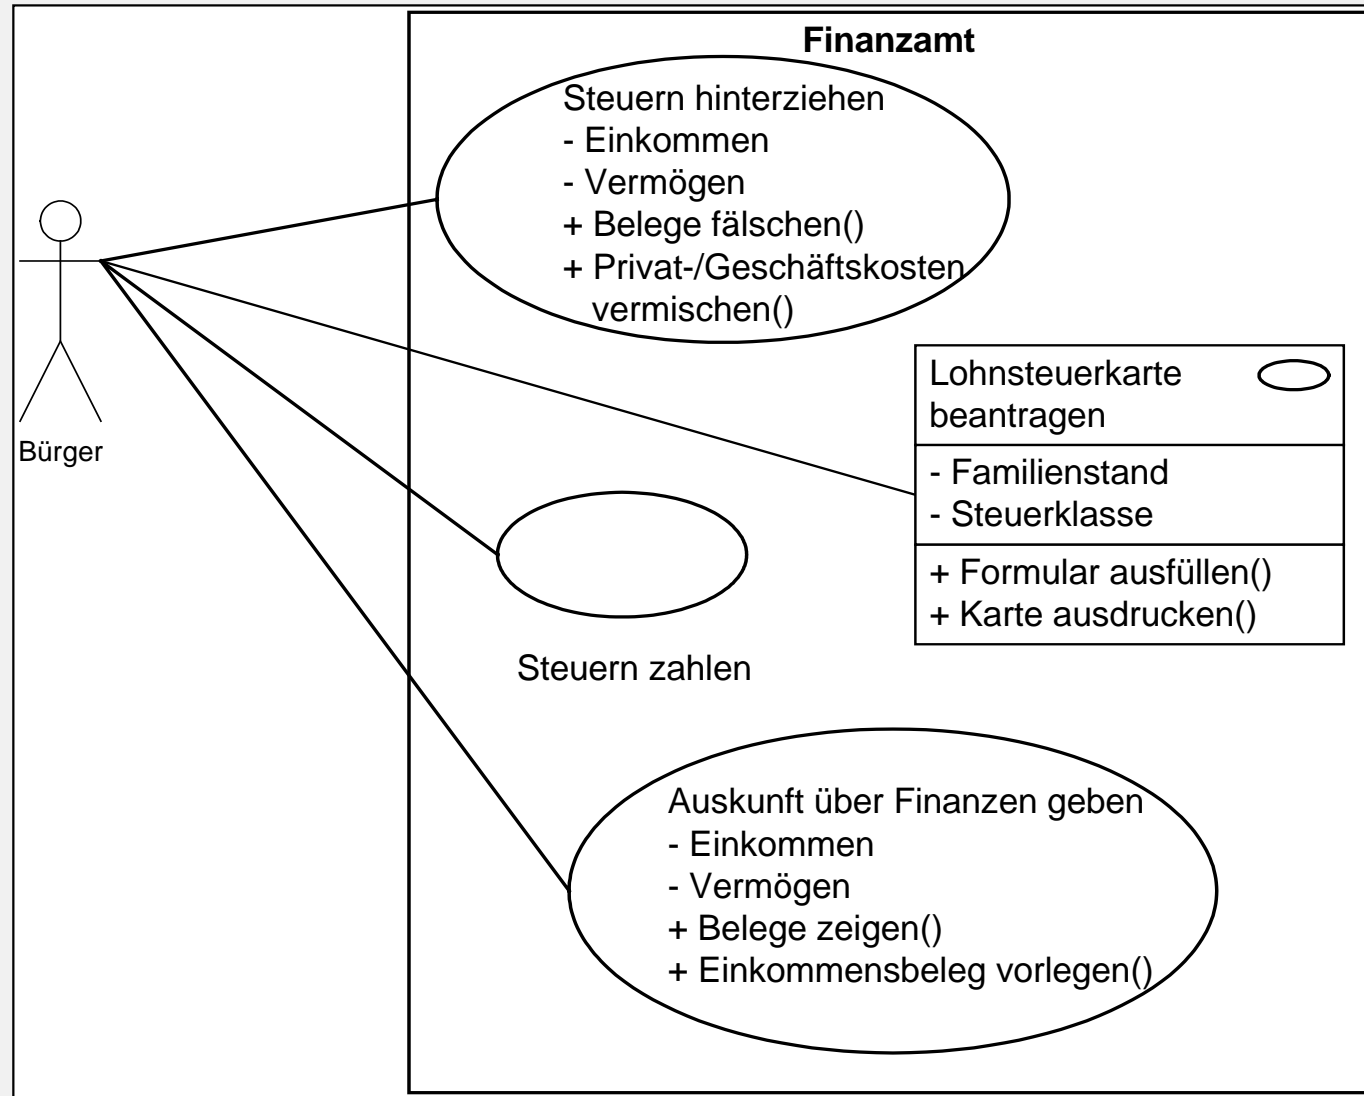 Finanzamt
Steuern hinterziehen
- Einkommen
- Vermögen
+ Belege fälschen()
+ Privat-/Geschäftskosten
vermischen()
Bürger
Lohnsteuerkarte
beantragen
- Familienstand
- Steuerklasse
+ Formular ausfüllen()
+ Karte ausdrucken()
Steuern zahlen
Auskunft über Finanzen geben
- Einkommen
- Vermögen
+ Belege zeigen()
+ Einkommensbeleg vorlegen()